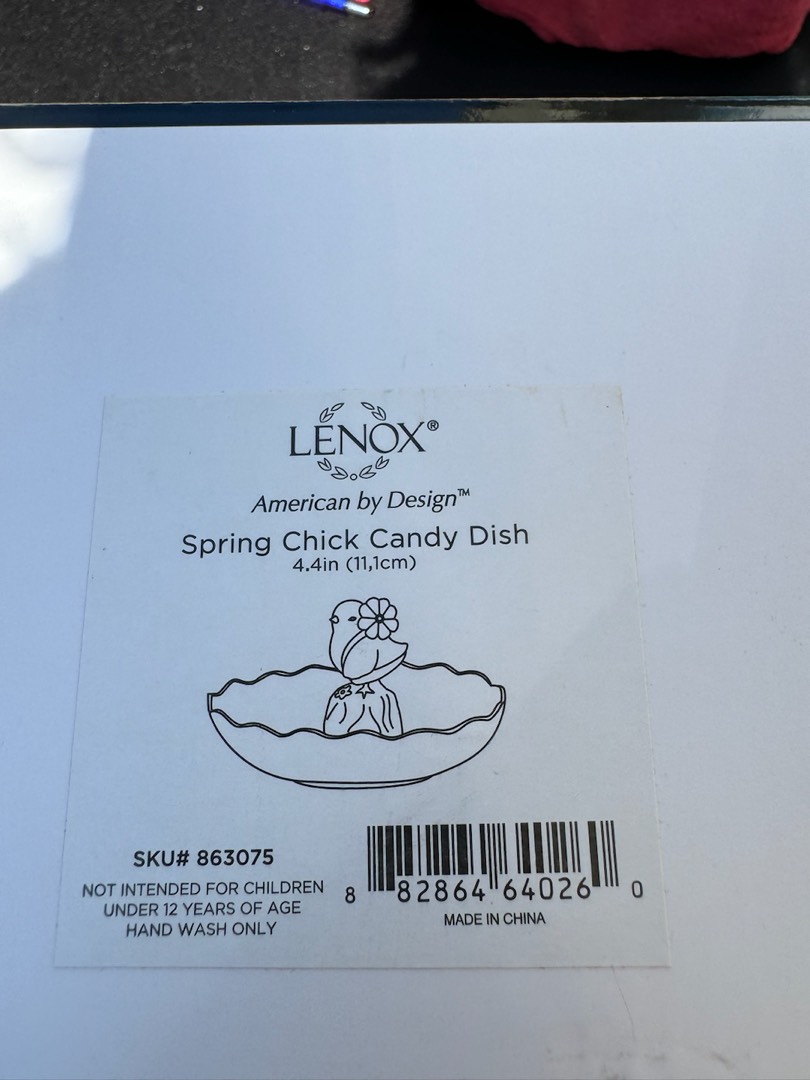 LENOX®
American by Design™
Spring Chick Candy Dish
4.4in (11,1cm)
SKU# 863075
NOT INTENDED FOR CHILDREN
UNDER 12 YEARS OF AGE
HAND WASH ONLY
8 82864 64026 0
MADE IN CHINA